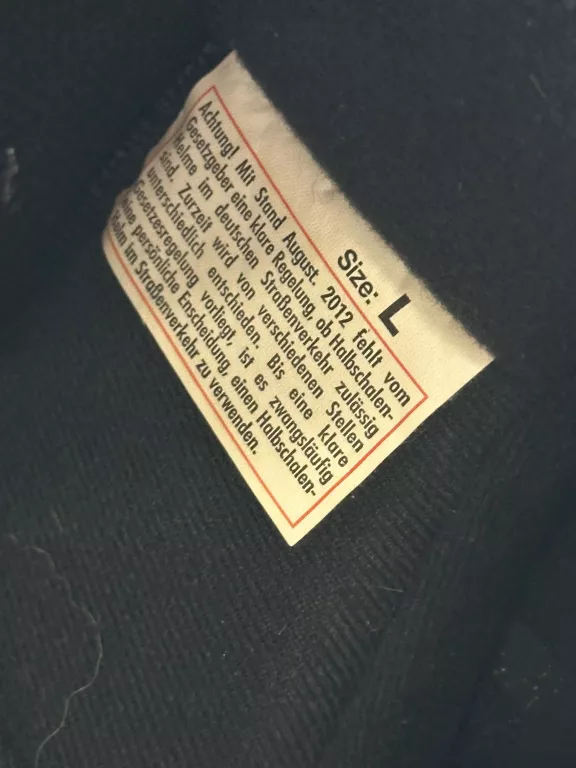 Size: L
Achtung! Mit Stand August. 2012 fehlt vom
Gesetzgeber eine klare Regelung, ob Halbschalen-
Helme im deutschen Straßenverkehr zulässig
sind. Zurzeit wird von verschiedenen Stellen
unterschiedlich entschieden. Bis eine klare
Gesetzesregelung vorliegt, ist es zwangsläufig
eine persönliche Enscheidung, einen Halbschalen-
Helm im Straßenverkehr zu verwenden.